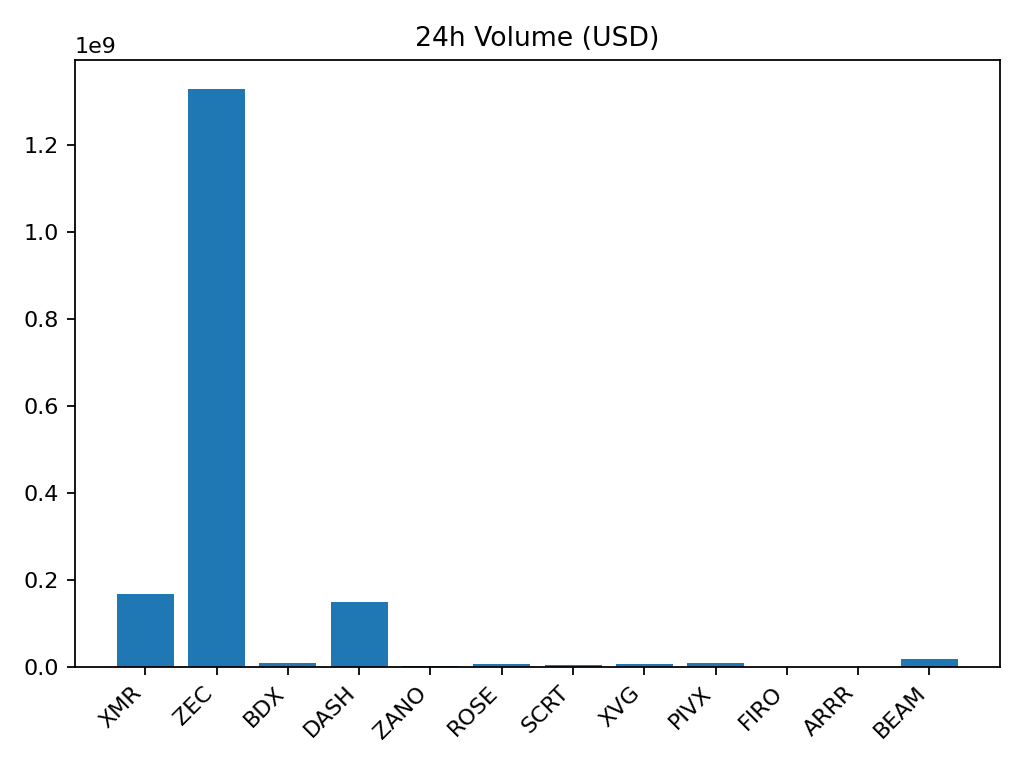 24h Volume (USD)
1e9
1.2
1.0
0.8
0.6
0.4
0.2
0.0
XMR
ZEC
BDX
DASH
ZANO
ROSE
SCRT
XVG
PIVX
FIRO
ARRR
BEAM